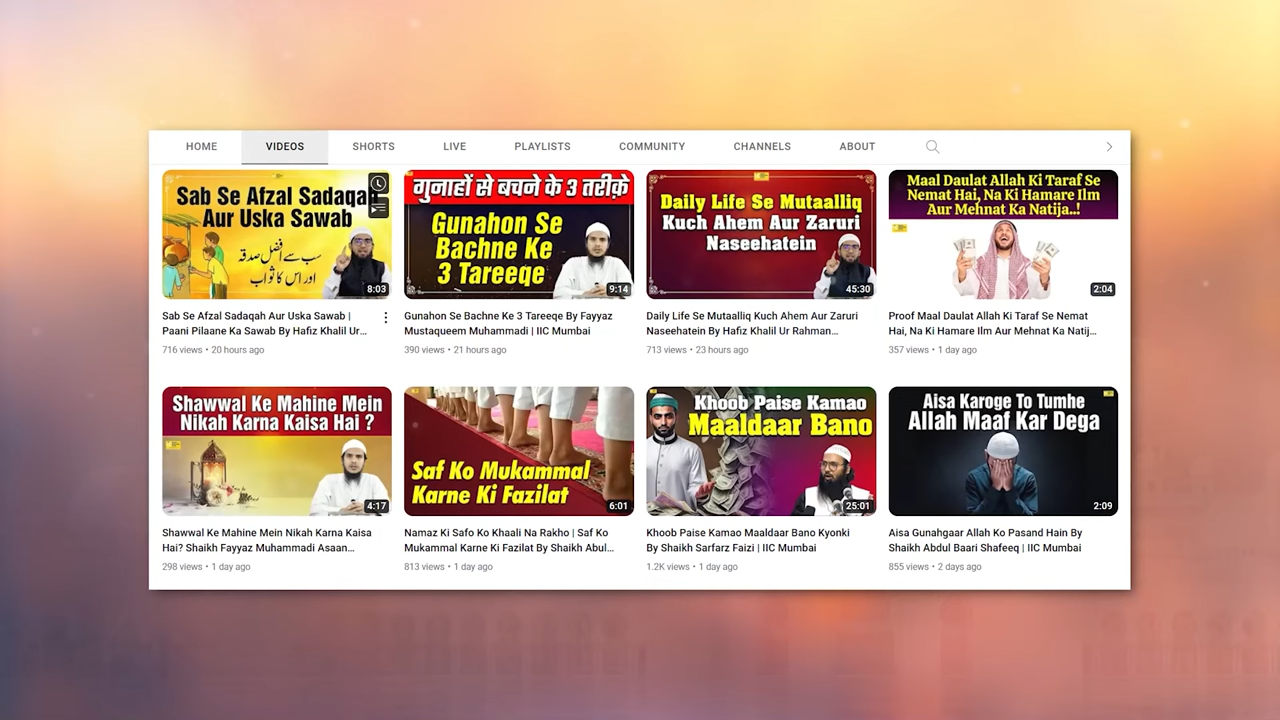 HOME VIDEOS SHORTS LIVE PLAYLISTS COMMUNITY CHANNELS ABOUT
Sab Se Afzal Sadaqah
Aur Uska Sawab
سب سے افضل صدقہ
اور اس کا ثواب
8:03
गुनाहों से बचने के 3 तरीक़े
Gunahon Se
Bachne Ke
3 Tareeqe
9:14
Daily Life Se Mutaalliq
Kuch Ahem Aur Zaruri
Naseehatein
45:30
Maal Daulat Allah Ki Taraf Se
Nemat Hai, Na Ki Hamare Ilm
Aur Mehnat Ka Natija..!
2:04
Sab Se Afzal Sadaqah Aur Uska Sawab |
Paani Pilaane Ka Sawab By Hafiz Khalil Ur...
716 views • 20 hours ago
Gunahon Se Bachne Ke 3 Tareeqe By Fayyaz
Mustaqueem Muhammadi | IIC Mumbai
390 views • 21 hours ago
Daily Life Se Mutaalliq Kuch Ahem Aur Zaruri
Naseehatein By Hafiz Khalil Ur Rahman...
713 views • 23 hours ago
Proof Maal Daulat Allah Ki Taraf Se Nemat
Hai, Na Ki Hamare Ilm Aur Mehnat Ka Natij...
357 views • 1 day ago
Shawwal Ke Mahine Mein
Nikah Karna Kaisa Hai ?
4:17
Saf Ko Mukammal
Karne Ki Fazilat
6:01
Khoob Paise Kamao
Maaldaar Bano
25:01
Aisa Karoge To Tumhe
Allah Maaf Kar Dega
2:09
Shawwal Ke Mahine Mein Nikah Karna Kaisa
Hai? Shaikh Fayyaz Muhammadi Asaan...
298 views • 1 day ago
Namaz Ki Safo Ko Khaali Na Rakho | Saf Ko
Mukammal Karne Ki Fazilat By Shaikh Abul...
813 views • 1 day ago
Khoob Paise Kamao Maaldaar Bano Kyonki
By Shaikh Sarfarz Faizi | IIC Mumbai
1.2K views • 1 day ago
Aisa Gunahgaar Allah Ko Pasand Hain By
Shaikh Abdul Baari Shafeeq | IIC Mumbai
855 views • 2 days ago